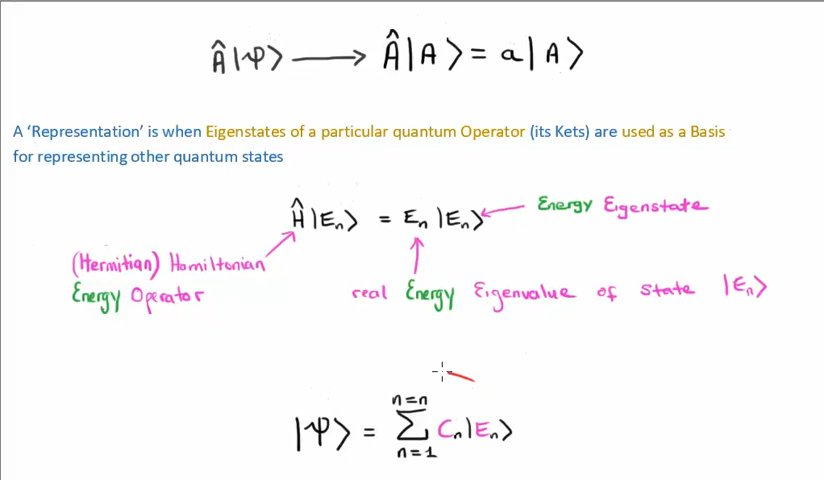 Â|Ψ⟩ ⟶ Â|A⟩ = a|A⟩
A ‘Representation’ is when Eigenstates of a particular quantum Operator (its Kets) are used as a Basis
for representing other quantum states
Ĥ|Eₙ⟩ = Eₙ|Eₙ⟩ Energy Eigenstate
(Hermitian) Hamiltonian
Energy Operator
real Energy Eigenvalue of state |Eₙ⟩
n=n
|Ψ⟩ = ∑ Cₙ|Eₙ⟩
n=1